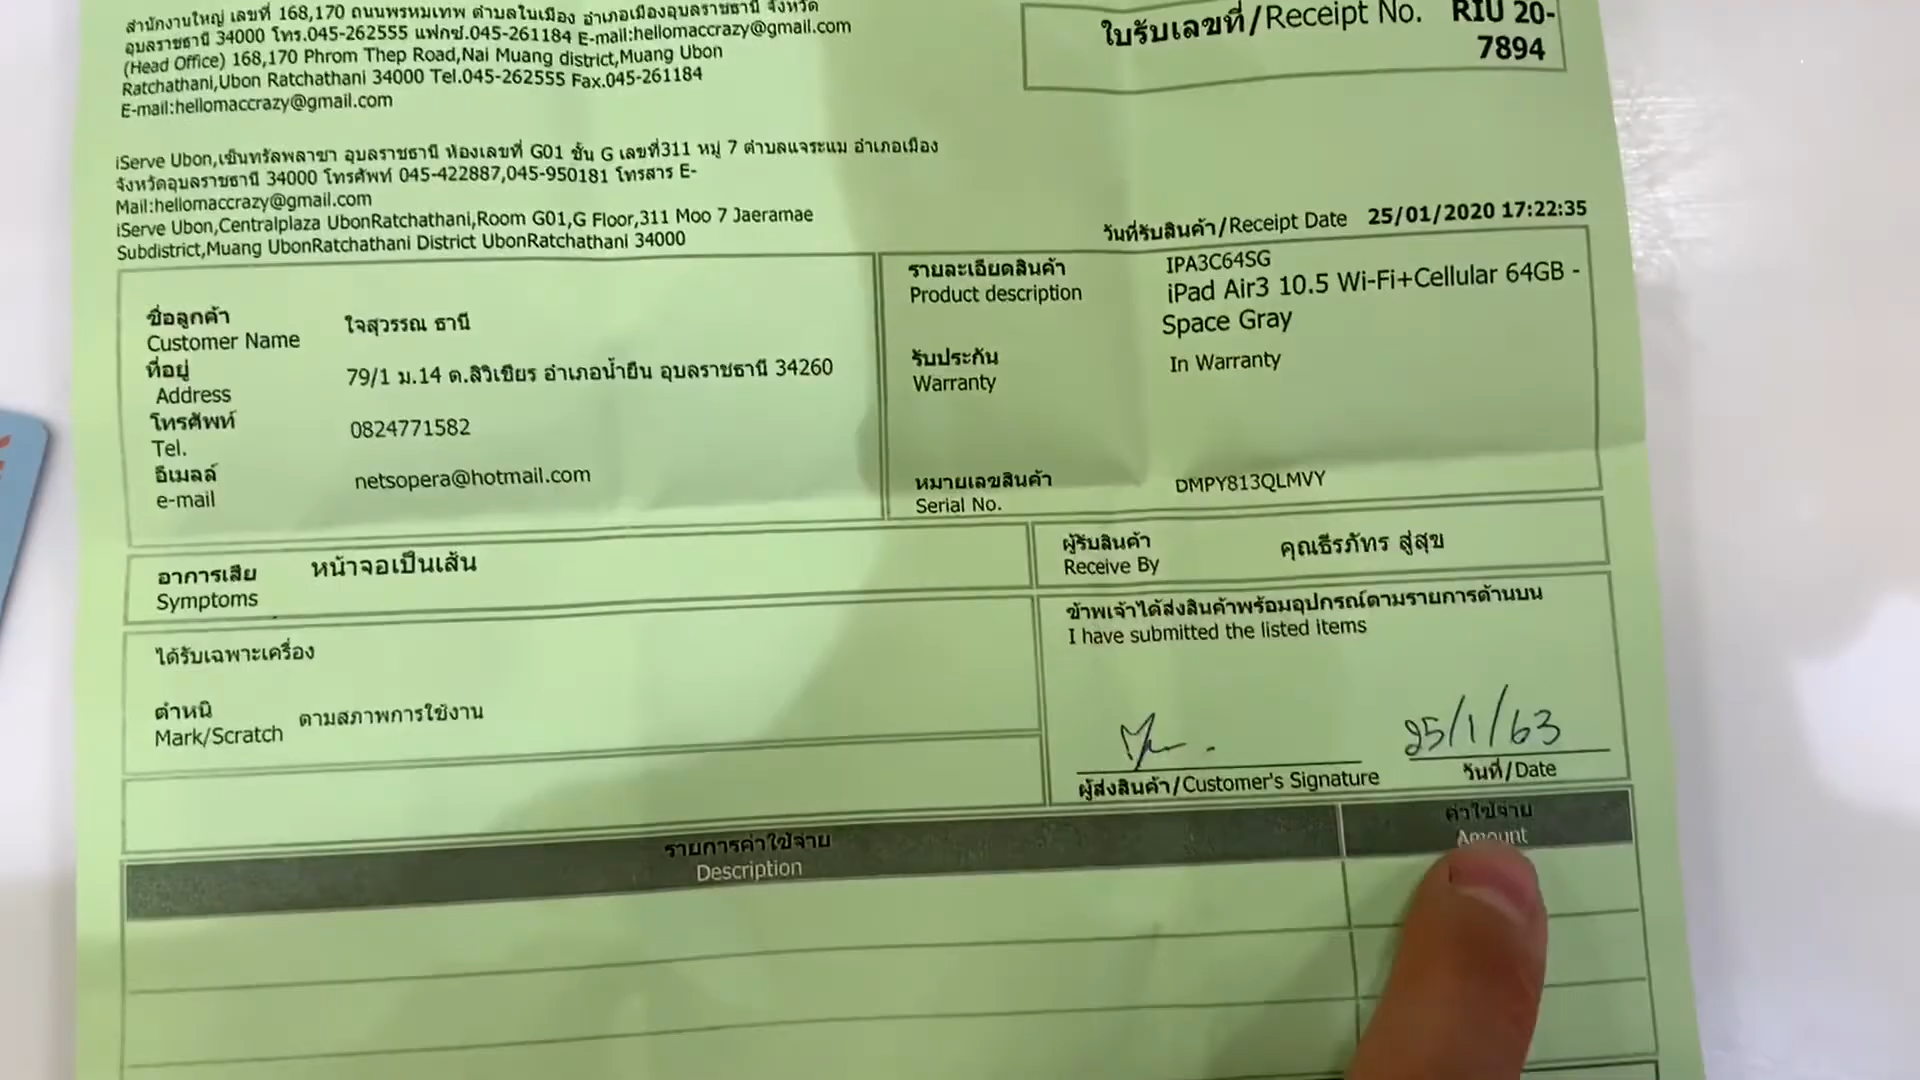 สำนักงานใหญ่ เลขที่ 168,170 ถนนพรหมเทพ ตำบลในเมือง อำเภอเมืองอุบลราชธานี จังหวัด
อุบลราชธานี 34000 โทร.045-262555 แฟกซ์.045-261184 E-mail:hellomaccrazy@gmail.com
(Head Office) 168,170 Phrom Thep Road,Nai Muang district,Muang Ubon
Ratchathani,Ubon Ratchathani 34000 Tel.045-262555 Fax.045-261184
E-mail:hellomaccrazy@gmail.com
ใบรับเลขที่/Receipt No. RIU 20-
7894
iServe Ubon,เซ็นทรัลพลาซา อุบลราชธานี ห้องเลขที่ G01 ชั้น G เลขที่311 หมู่ 7 ตำบลแจระแม อำเภอเมือง
จังหวัดอุบลราชธานี 34000 โทรศัพท์ 045-422887,045-950181 โทรสาร E-
Mail:hellomaccrazy@gmail.com
iServe Ubon,Centralplaza UbonRatchathani,Room G01,G Floor,311 Moo 7 Jaeramae
Subdistrict,Muang UbonRatchathani District UbonRatchathani 34000
วันที่รับสินค้า/Receipt Date 25/01/2020 17:22:35
ชื่อลูกค้า
Customer Name ใจสุวรรณ ธานี
ที่อยู่
Address 79/1 ม.14 ต.สีวิเชียร อำเภอน้ำยืน อุบลราชธานี 34260
โทรศัพท์
Tel. 0824771582
อีเมลล์
e-mail netsopera@hotmail.com
รายละเอียดสินค้า IPA3C64SG
Product description iPad Air3 10.5 Wi-Fi+Cellular 64GB -
Space Gray
รับประกัน
Warranty In Warranty
หมายเลขสินค้า
Serial No. DMPY813QLMVY
อาการเสีย หน้าจอเป็นเส้น
Symptoms
ผู้รับสินค้า
Receive By คุณธีรภัทร สู่สุข
ได้รับเฉพาะเครื่อง
ตำหนิ
Mark/Scratch ตามสภาพการใช้งาน
ข้าพเจ้าได้ส่งสินค้าพร้อมอุปกรณ์ตามรายการด้านบน
I have submitted the listed items
25/1/63
ผู้ส่งสินค้า/Customer's Signature วันที่/Date
รายการค่าใช้จ่าย
Description
ค่าใช้จ่าย
Amount